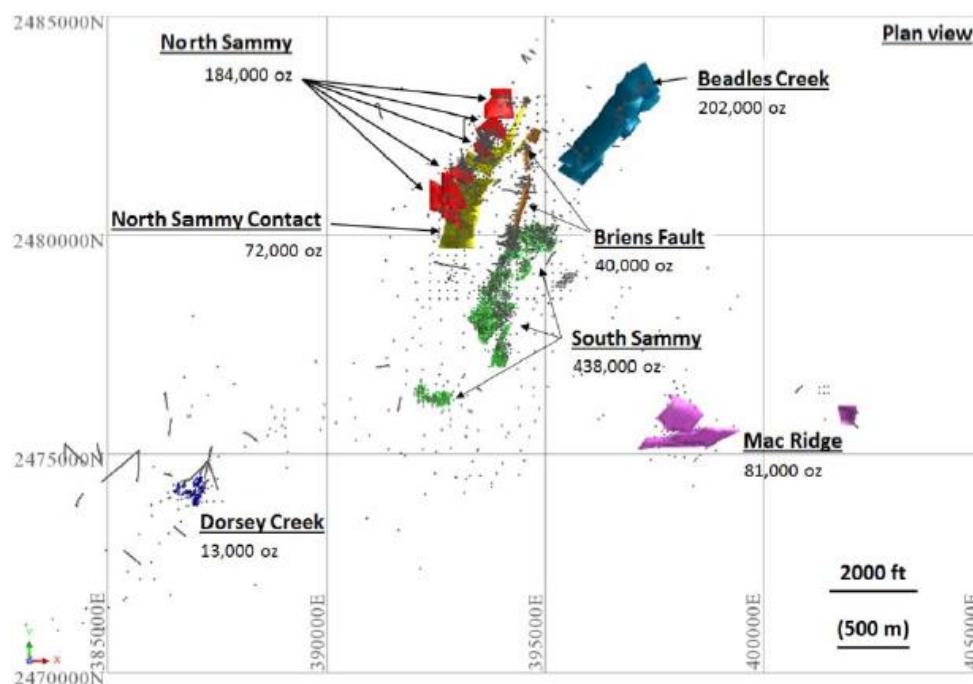 2485000N
Plan view
North Sammy
184,000 oz
Beadles Creek
202,000 oz
North Sammy Contact
72,000 oz
2480000N
Briens Fault
40,000 oz
South Sammy
438,000 oz
Mac Ridge
81,000 oz
2475000N
Dorsey Creek
13,000 oz
2000 ft
(500 m)
Y
X
2470000N
385000E
390000E
395000E
400000E
405000E